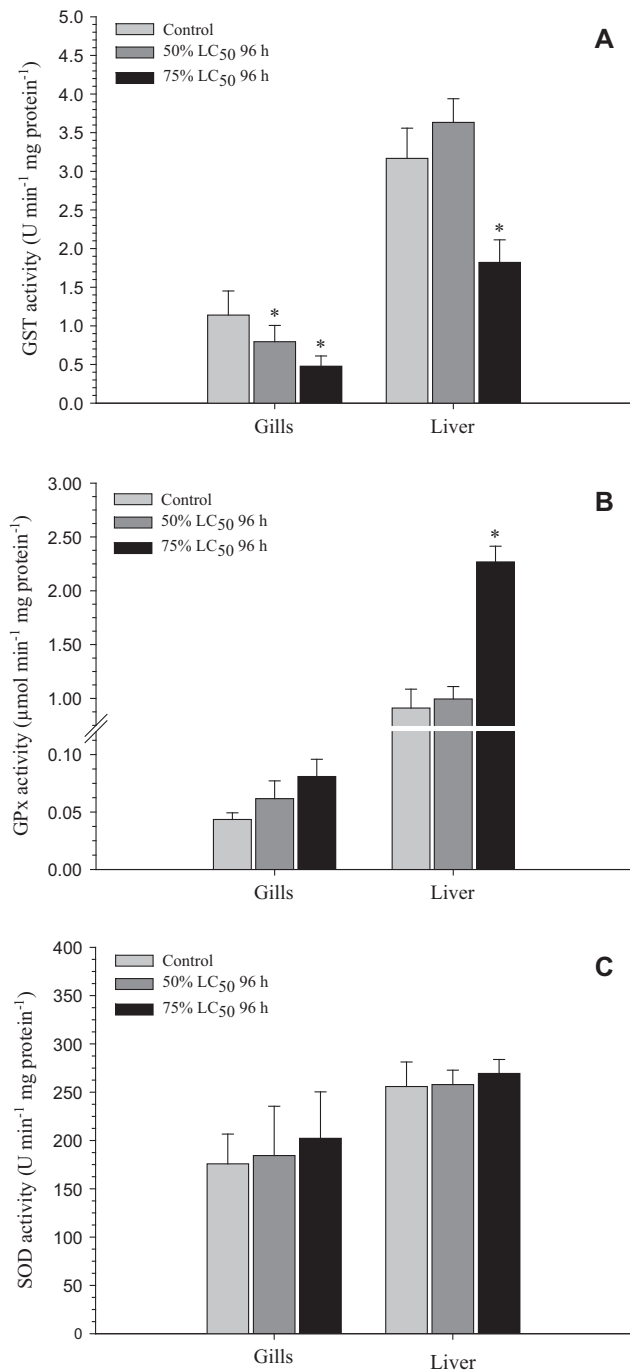 5.0
4.5
4.0
3.5
3.0
2.5
2.0
1.5
1.0
0.5
0.0
GST activity (U min-1 mg protein-1)
Control
50% LC50 96 h
75% LC50 96 h
A
*
*
*
Gills
Liver
3.00
2.50
2.00
1.50
1.00
0.10
0.05
0.00
GPx activity (µmol min-1 mg protein-1)
Control
50% LC50 96 h
75% LC50 96 h
B
*
Gills
Liver
400
350
300
250
200
150
100
50
0
SOD activity (U min-1 mg protein-1)
Control
50% LC50 96 h
75% LC50 96 h
C
Gills
Liver